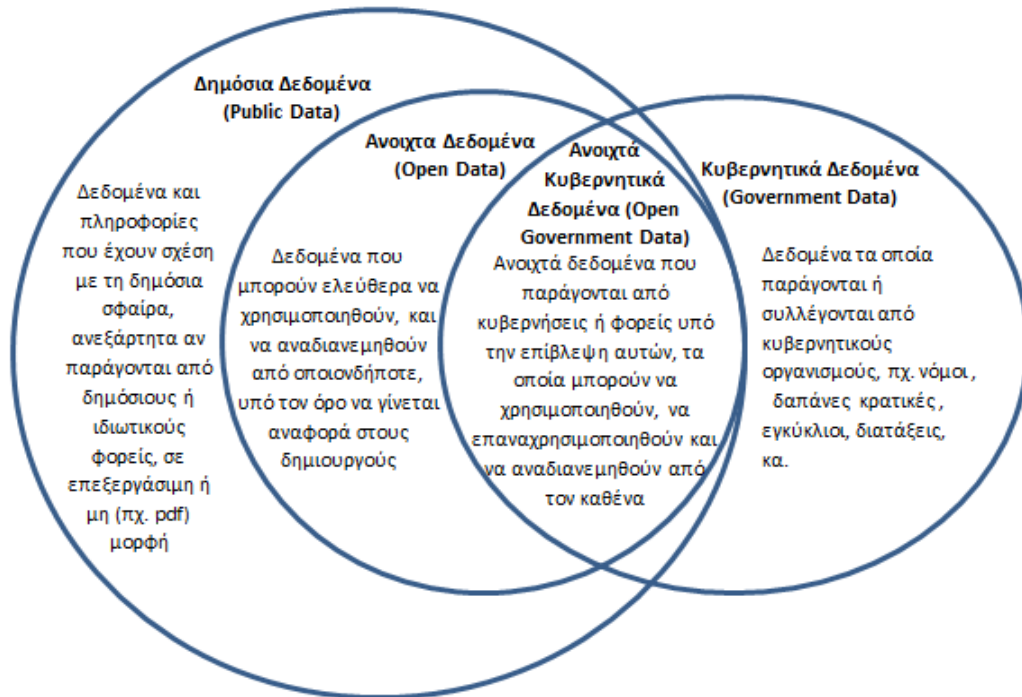 Δημόσια Δεδομένα
(Public Data)
Δεδομένα και
πληροφορίες
που έχουν σχέση
με τη δημόσια
σφαίρα,
ανεξάρτητα αν
παράγονται από
δημόσιους ή
ιδιωτικούς
φορείς, σε
επεξεργάσιμη ή
μη (πχ. pdf)
μορφή
Ανοιχτα Δεδομένα
(Open Data)
Δεδομένα που
μπορούν ελεύθερα να
χρησιμοποιηθούν, και
να αναδιανεμηθούν
από οποιονδήποτε,
υπό τον όρο να γίνεται
αναφορά στους
δημιουργούς
Ανοιχτά
Κυβερνητικά
Δεδομένα (Open
Government Data)
Ανοιχτά δεδομένα που
παράγονται από
κυβερνήσεις ή φορείς υπό
την επίβλεψη αυτών, τα
οποία μπορούν να
χρησιμοποιηθούν, να
επαναχρησιμοποιηθούν και
να αναδιανεμηθούν από
τον καθένα
Κυβερνητικά Δεδομένα
(Government Data)
Δεδομένα τα οποία
παράγονται ή
συλλέγονται από
κυβερνητικούς
οργανισμούς, πχ. νόμοι,
δαπάνες κρατικές,
εγκύκλιοι, διατάξεις,
κα.